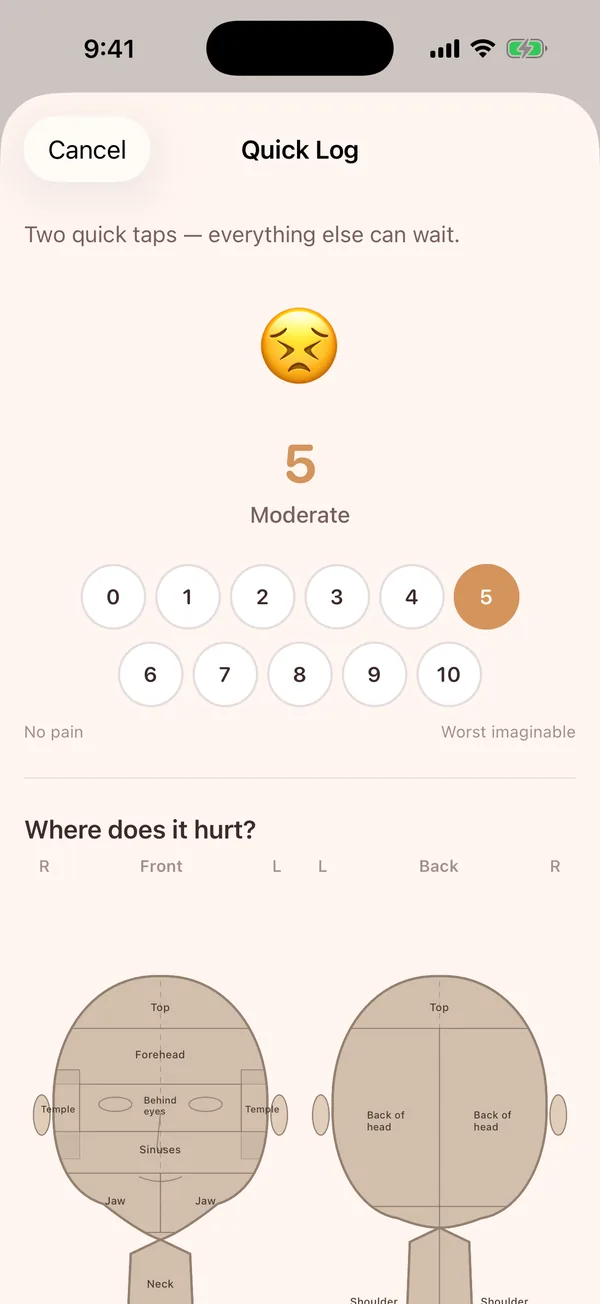 9:41
Cancel
Quick Log
Two quick taps — everything else can wait.
5
Moderate
0 1 2 3 4 5
6 7 8 9 10
No pain Worst imaginable
Where does it hurt?
R Front L L Back R
Top Top
Forehead
Behind
eyes
Temple Temple
Back of Back of
head head
Sinuses
Jaw Jaw
Neck
Shoulder Shoulder